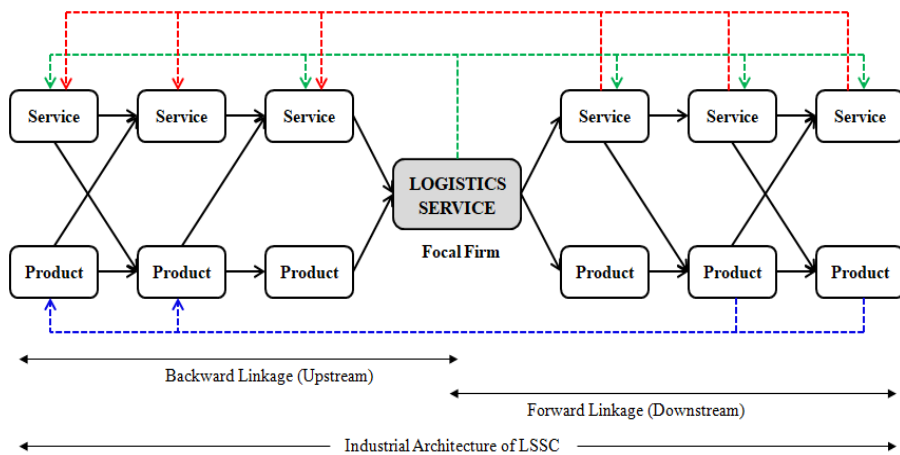 Service
Service
Service
Service
Service
Service
LOGISTICS
SERVICE
Focal Firm
Product
Product
Product
Product
Product
Product
Backward Linkage (Upstream)
Forward Linkage (Downstream)
Industrial Architecture of LSSC